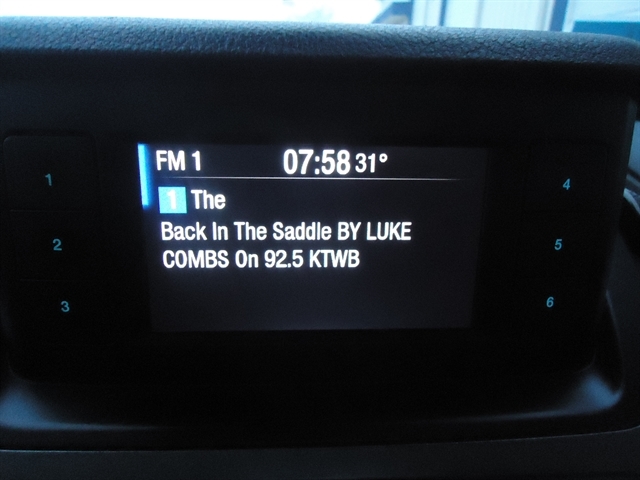 FM 1 07:58 31°
1 The
Back In The Saddle BY LUKE
COMBS On 92.5 KTWB
1
2
3
4
5
6